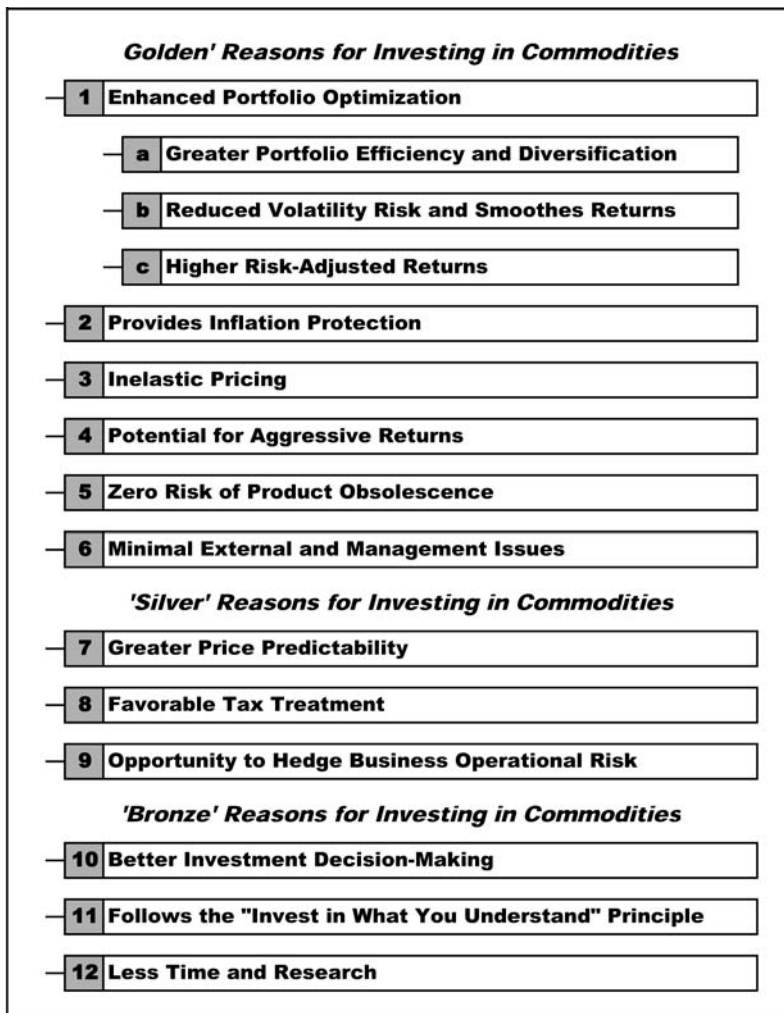 Golden' Reasons for Investing in Commodities
1 Enhanced Portfolio Optimization
a Greater Portfolio Efficiency and Diversification
b Reduced Volatility Risk and Smoothes Returns
c Higher Risk-Adjusted Returns
2 Provides Inflation Protection
3 Inelastic Pricing
4 Potential for Aggressive Returns
5 Zero Risk of Product Obsolescence
6 Minimal External and Management Issues
'Silver' Reasons for Investing in Commodities
7 Greater Price Predictability
8 Favorable Tax Treatment
9 Opportunity to Hedge Business Operational Risk
'Bronze' Reasons for Investing in Commodities
10 Better Investment Decision-Making
11 Follows the "Invest in What You Understand" Principle
12 Less Time and Research